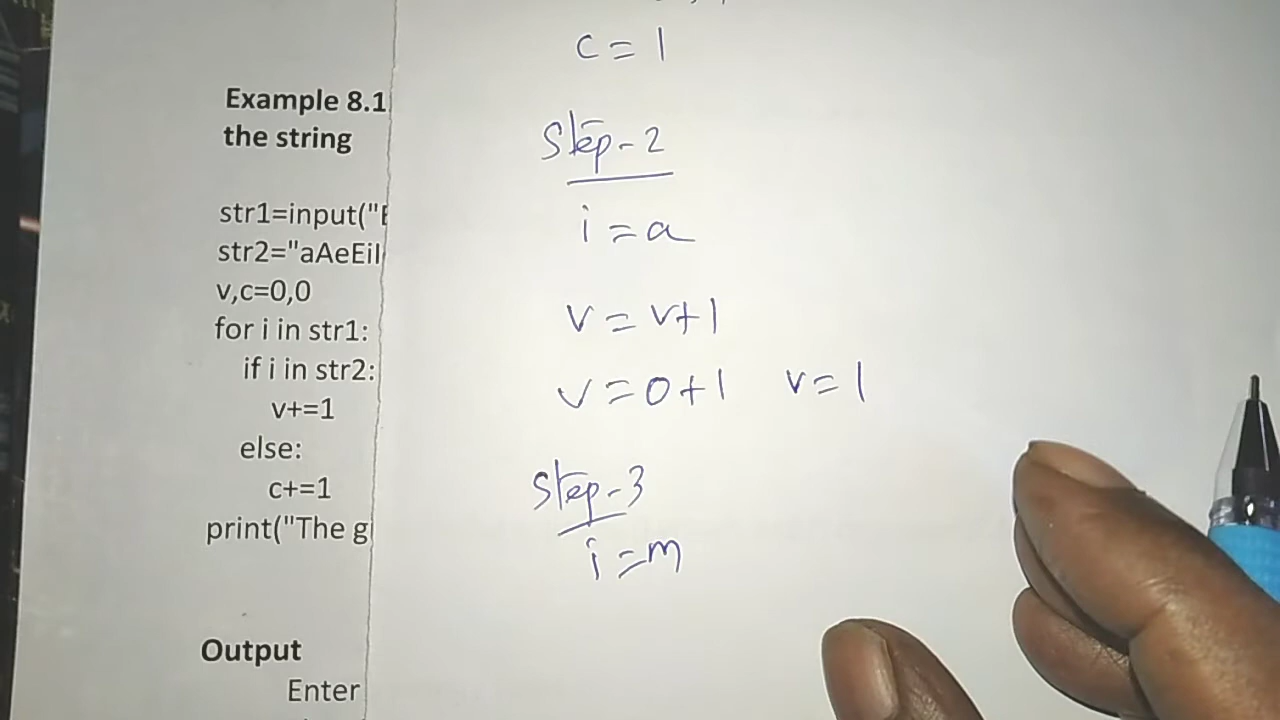 Example 8.1
the string
str1=input("E
str2="aAeEiI
v,c=0,0
for i in str1:
if i in str2:
v+=1
else:
c+=1
print("The g
Output
Enter
c = 1
Step-2
i = a
v = v+1
v = 0+1 v = 1
Step-3
i = m